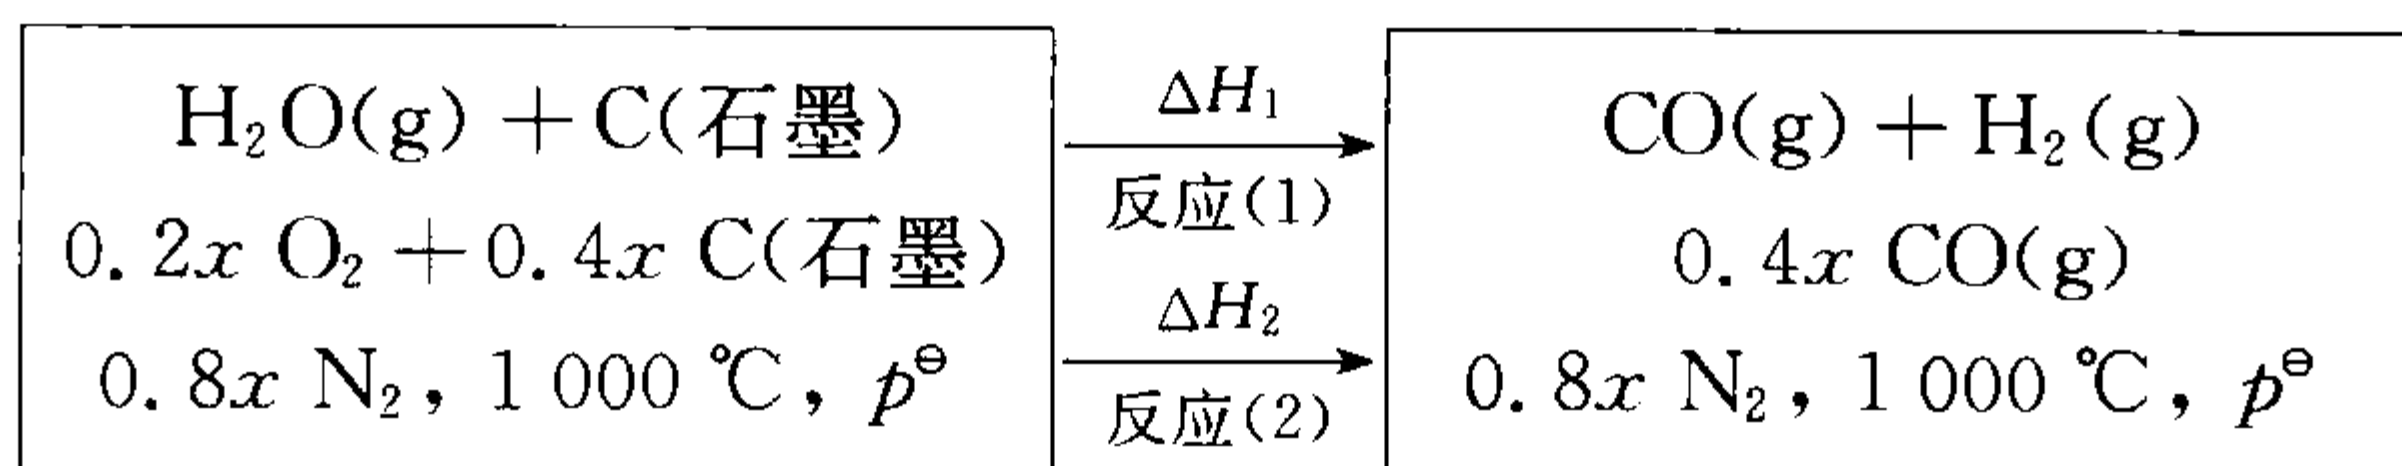 H₂O(g) + C(石墨)
0.2x O₂ + 0.4x C(石墨)
0.8x N₂, 1 000 ℃, p⊖
ΔH₁
反应(1)
ΔH₂
反应(2)
CO(g) + H₂(g)
0.4x CO(g)
0.8x N₂, 1 000 ℃, p⊖